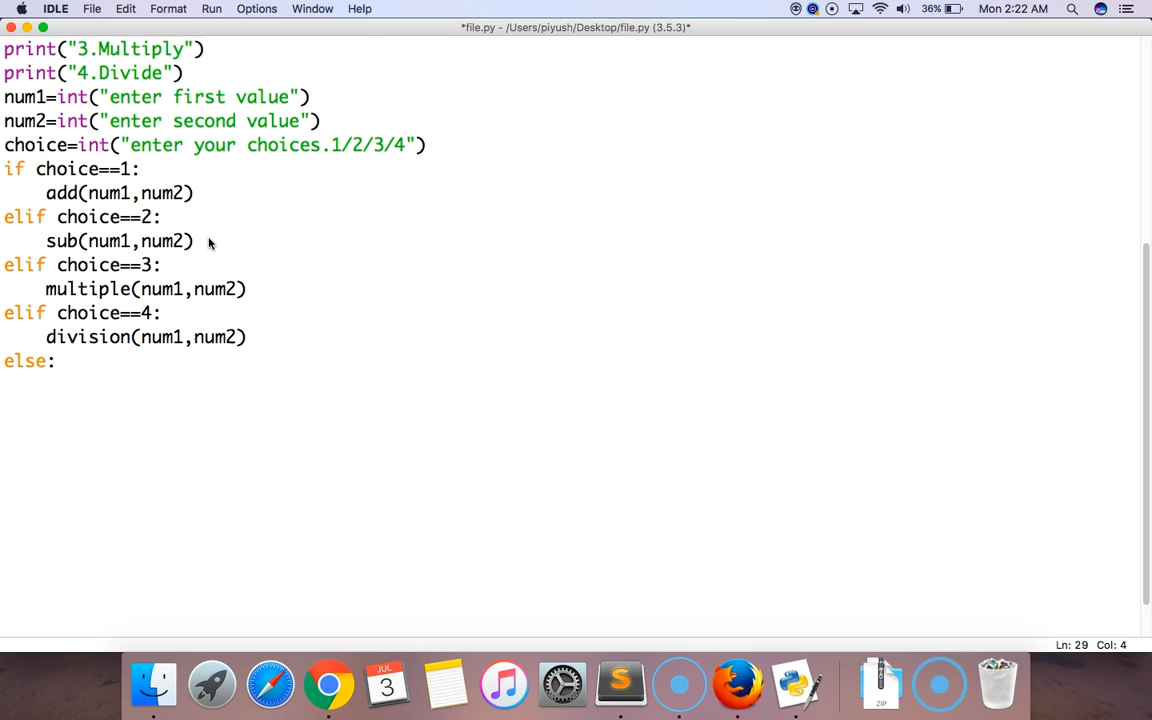 IDLE File Edit Format Run Options Window Help 36% Mon 2:22 AM
*file.py - /Users/piyush/Desktop/file.py (3.5.3)*
print("3.Multiply")
print("4.Divide")
num1=int("enter first value")
num2=int("enter second value")
choice=int("enter your choices.1/2/3/4")
if choice==1:
    add(num1,num2)
elif choice==2:
    sub(num1,num2)
elif choice==3:
    multiple(num1,num2)
elif choice==4:
    division(num1,num2)
else:
Ln: 29 Col: 4
JUL
3
S
ZIP